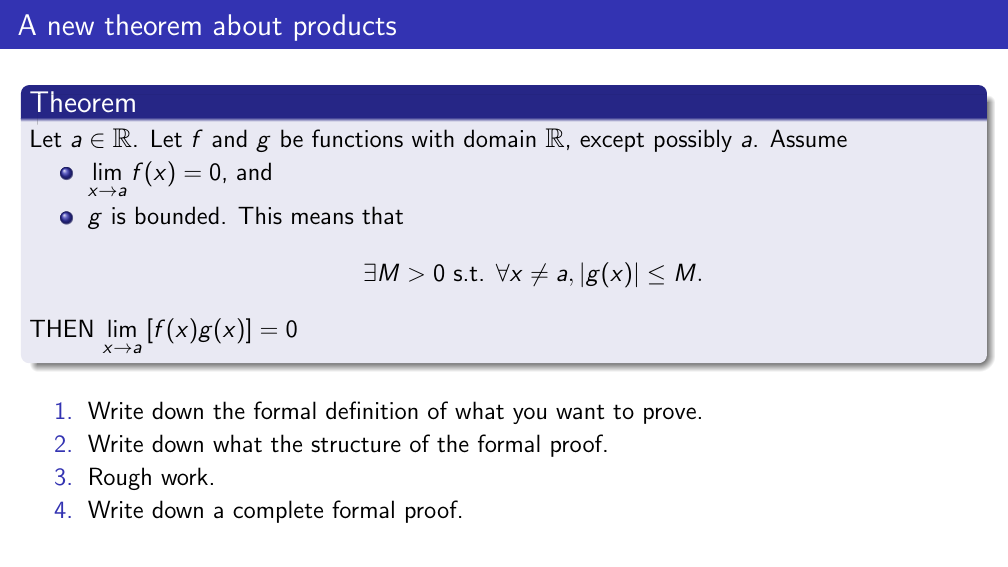 A new theorem about products
Theorem
Let a ∈ ℝ. Let f and g be functions with domain ℝ, except possibly a. Assume
lim x→a f(x) = 0, and
g is bounded. This means that
∃M > 0 s.t. ∀x ≠ a, |g(x)| ≤ M.
THEN lim x→a [f(x)g(x)] = 0
1. Write down the formal definition of what you want to prove.
2. Write down what the structure of the formal proof.
3. Rough work.
4. Write down a complete formal proof.